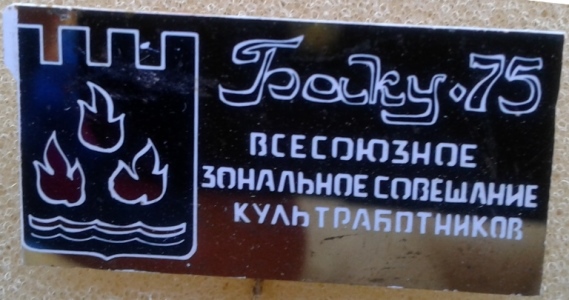 Баку·75
ВСЕСОЮЗНОЕ
ЗОНАЛЬНОЕ СОВЕЩАНИЕ
КУЛЬТРАБОТНИКОВ